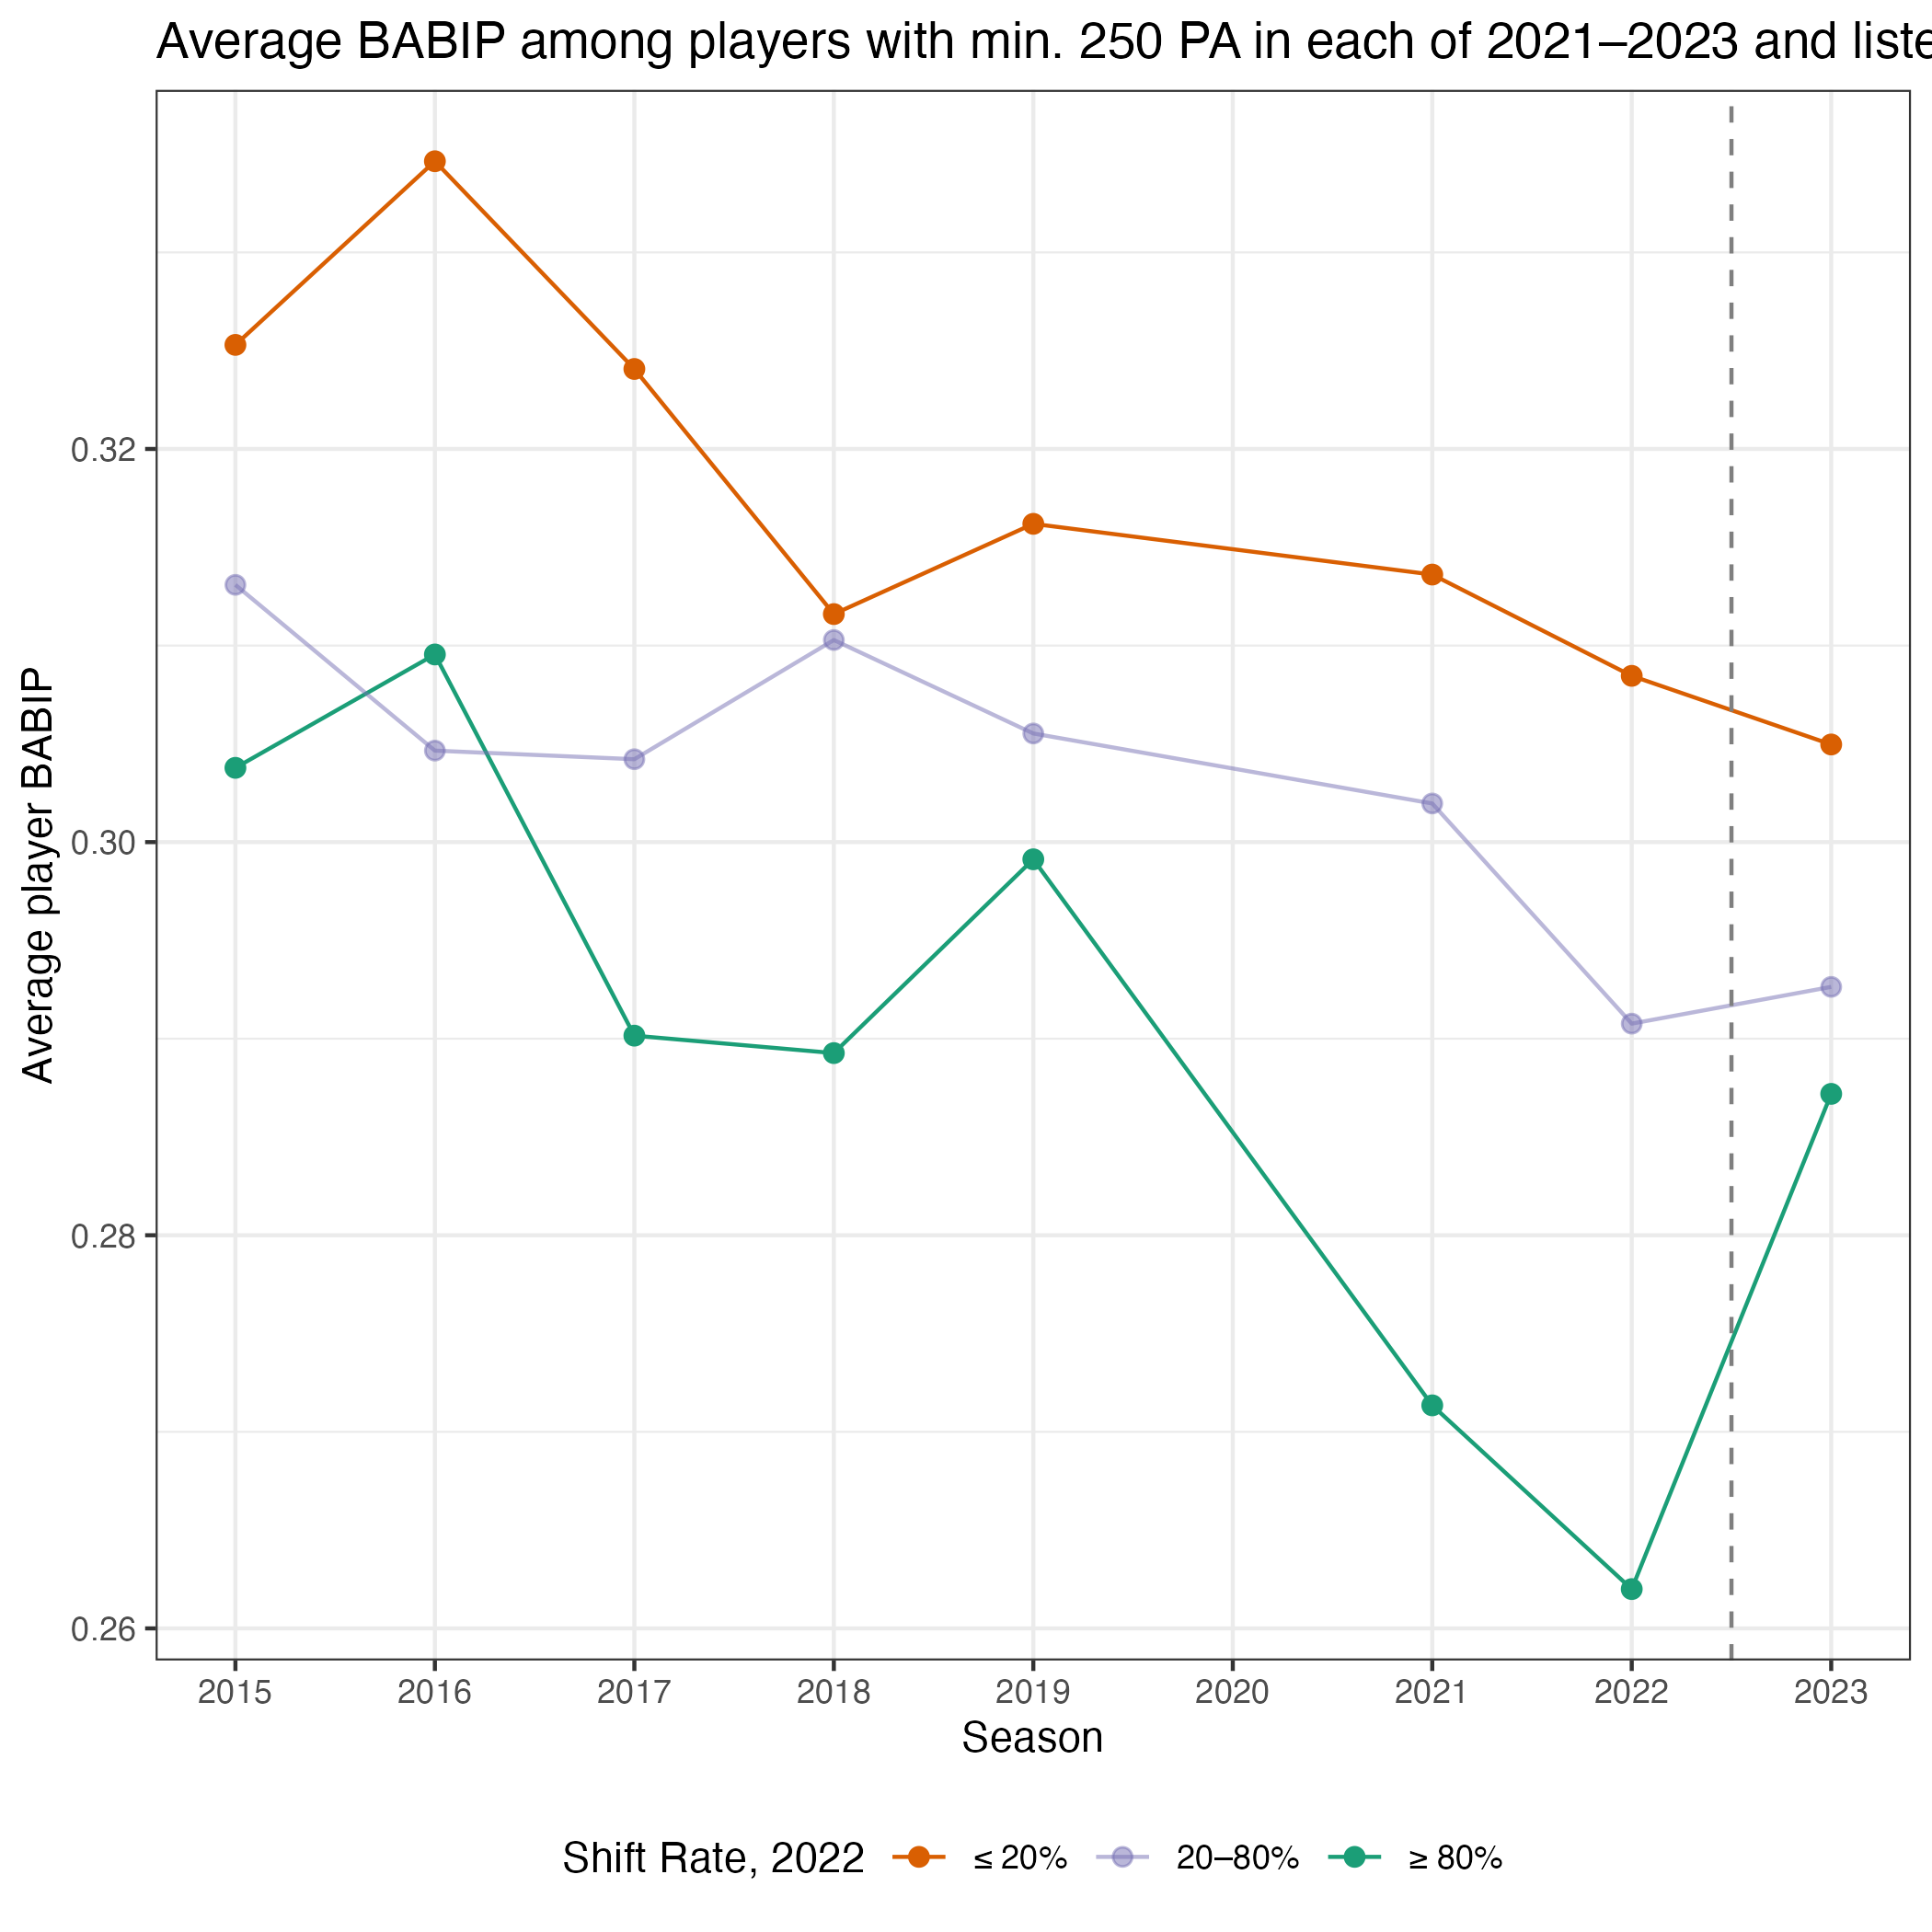 Average BABIP among players with min. 250 PA in each of 2021–2023 and
Average player BABIP
0.32
0.30
0.28
0.26
2015 2016 2017 2018 2019 2020 2021 2022 2023
Season
Shift Rate, 2022 ≤ 20% 20–80% ≥ 80%